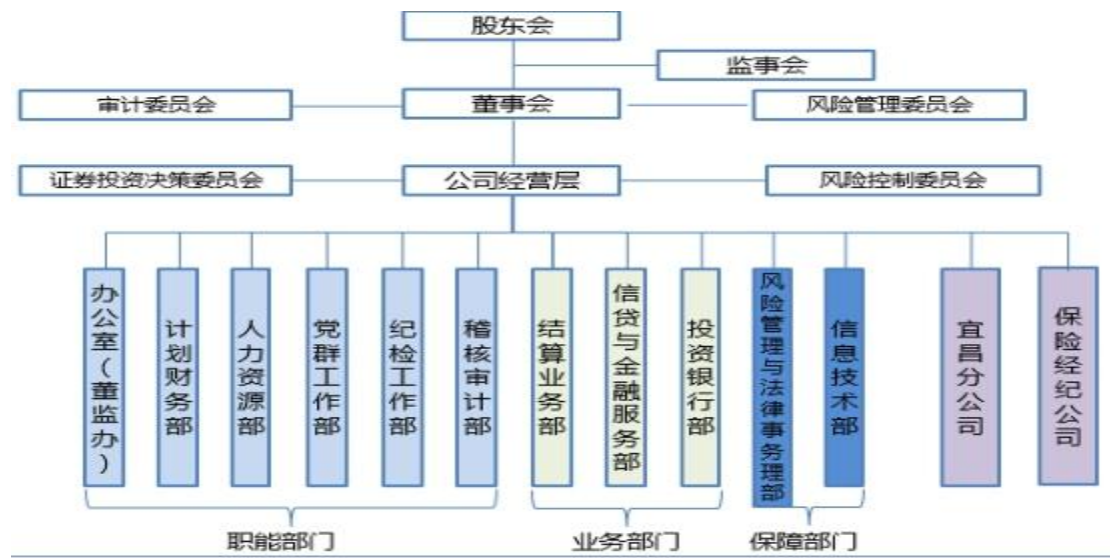 股东会
监事会
审计委员会
董事会
风险管理委员会
证券投资决策委员会
公司经营层
风险控制委员会
办公室(董监办)
计划财务部
人力资源部
党群工作部
纪检工作部
稽核审计部
结算业务部
信贷与金融服务部
投资银行部
风险管理与法律事务理部
信息技术部
宜昌分公司
保险经纪公司
职能部门
业务部门
保障部门